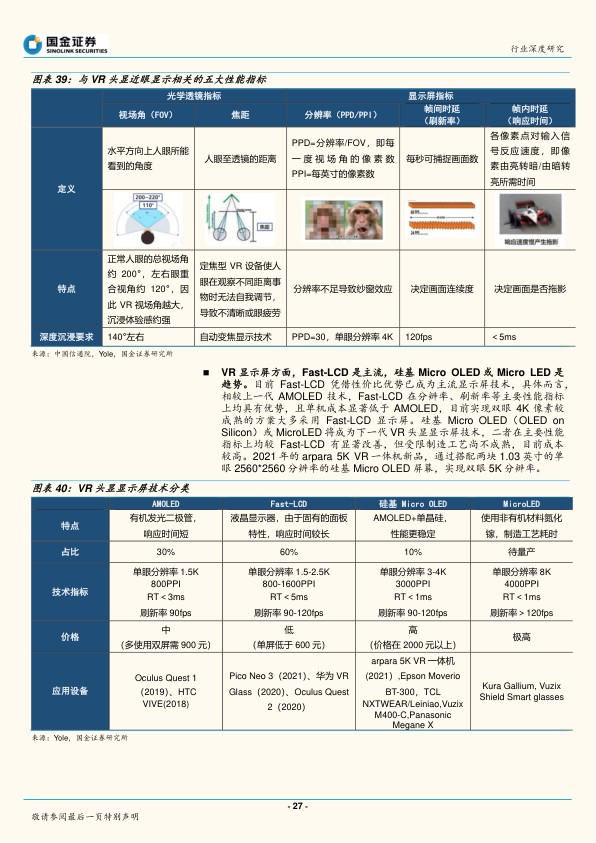 国金证券
SINOLINK SECURITIES
行业深度研究
图表 39：与 VR 头显近眼显示相关的五大性能指标
光学透镜指标 显示屏指标
视场角（FOV） 焦距 分辨率（PPD/PPI） 帧间时延（刷新率） 帧内时延（响应时间）
定义
水平方向上人眼所能
看到的角度
人眼至透镜的距离
PPD=分辨率/FOV，即每
一度视场角的像素数
PPI=每英寸的像素数
每秒可捕捉画面数
各像素点对输入信
号反应速度，即像
素由亮转暗/由暗转
亮所需时间
200~220°
110°
焦距
响应速度慢产生拖影
特点
正常人眼的总视场角
约 200°，左右眼重
合视角约 120°，因
此 VR 视场角越大，
沉浸体验感约强
定焦型 VR 设备使人
眼在观察不同距离事
物时无法自我调节，
导致不清晰或眼疲劳
分辨率不足导致纱窗效应
决定画面连续度
决定画面是否拖影
深度沉浸要求 140°左右 自动变焦显示技术 PPD=30，单眼分辨率 4K 120fps ＜5ms
来源：中国信通院，Yole，国金证券研究所
■ VR 显示屏方面，Fast-LCD 是主流，硅基 Micro OLED 或 Micro LED 是
趋势。目前 Fast-LCD 凭借性价比优势已成为主流显示屏技术，具体而言，
相较上一代 AMOLED 技术，Fast-LCD 在分辨率、刷新率等主要性能指标
上均具有优势，且单机成本显著低于 AMOLED，目前实现双眼 4K 像素较
成熟的方案大多采用 Fast-LCD 显示屏。硅基 Micro OLED（OLED on
Silicon）或 MicroLED 将成为下一代 VR 头显显示屏技术，二者在主要性能
指标上均较 Fast-LCD 有显著改善，但受限制造工艺尚不成熟，目前成本
较高。2021 年的 arpara 5K VR 一体机新品，通过搭两块 1.03 英寸的单
眼 2560*2560 分辨率的硅基 Micro OLED 屏幕，实现双眼 5K 分辨率。
图表 40：VR 头显显示屏技术分类
AMOLED Fast-LCD 硅基 Micro OLED MicroLED
特点
有机发光二极管，
响应时间短
液晶显示器，由于固有的面板
特性，响应时间较长
AMOLED+单晶硅，
性能更稳定
使用非有机材料氮化
镓，制造工艺耗时
占比 30% 60% 10% 待量产
技术指标
单眼分辨率 1.5K
800PPI
RT＜3ms
刷新率 90fps
单眼分辨率 1.5-2.5K
800-1600PPI
RT＜5ms
刷新率 90-120fps
单眼分辨率 3-4K
3000PPI
RT＜1ms
刷新率 90-120fps
单眼分辨率 8K
4000PPI
RT＜1ms
刷新率＞120fps
价格
中
(多使用双屏需 900 元)
低
(单屏低于 600 元)
高
(价格在 2000 元以上)
极高
应用设备
Oculus Quest 1
（2019）、HTC
VIVE(2018)
Pico Neo 3（2021）、华为 VR
Glass（2020）、Oculus Quest
2（2020）
arpara 5K VR 一体机
（2021）,Epson Moverio
BT-300，TCL
NXTWEAR/Leiniao,Vuzix
M400-C,Panasonic
Megane X
Kura Gallium, Vuzix
Shield Smart glasses
来源：Yole，国金证券研究所
- 27 -
敬请参阅最后一页特别声明